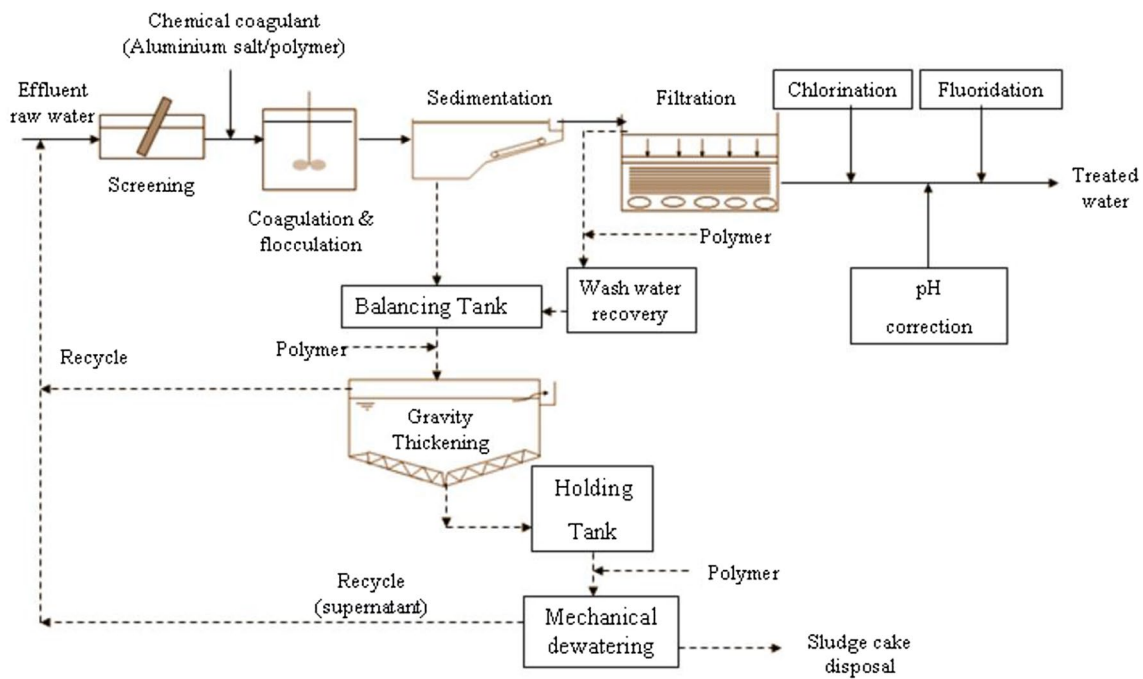 Chemical coagulant
(Aluminium salt/polymer)
Effluent
raw water
Sedimentation
Filtration
Chlorination
Fluoridation
Screening
Treated
water
Coagulation &
flocculation
Polymer
Balancing Tank
Wash water
recovery
pH
correction
Polymer
Recycle
Gravity
Thickening
Holding
Tank
Recycle
(supernatant)
Polymer
Mechanical
dewatering
Sludge cake
disposal